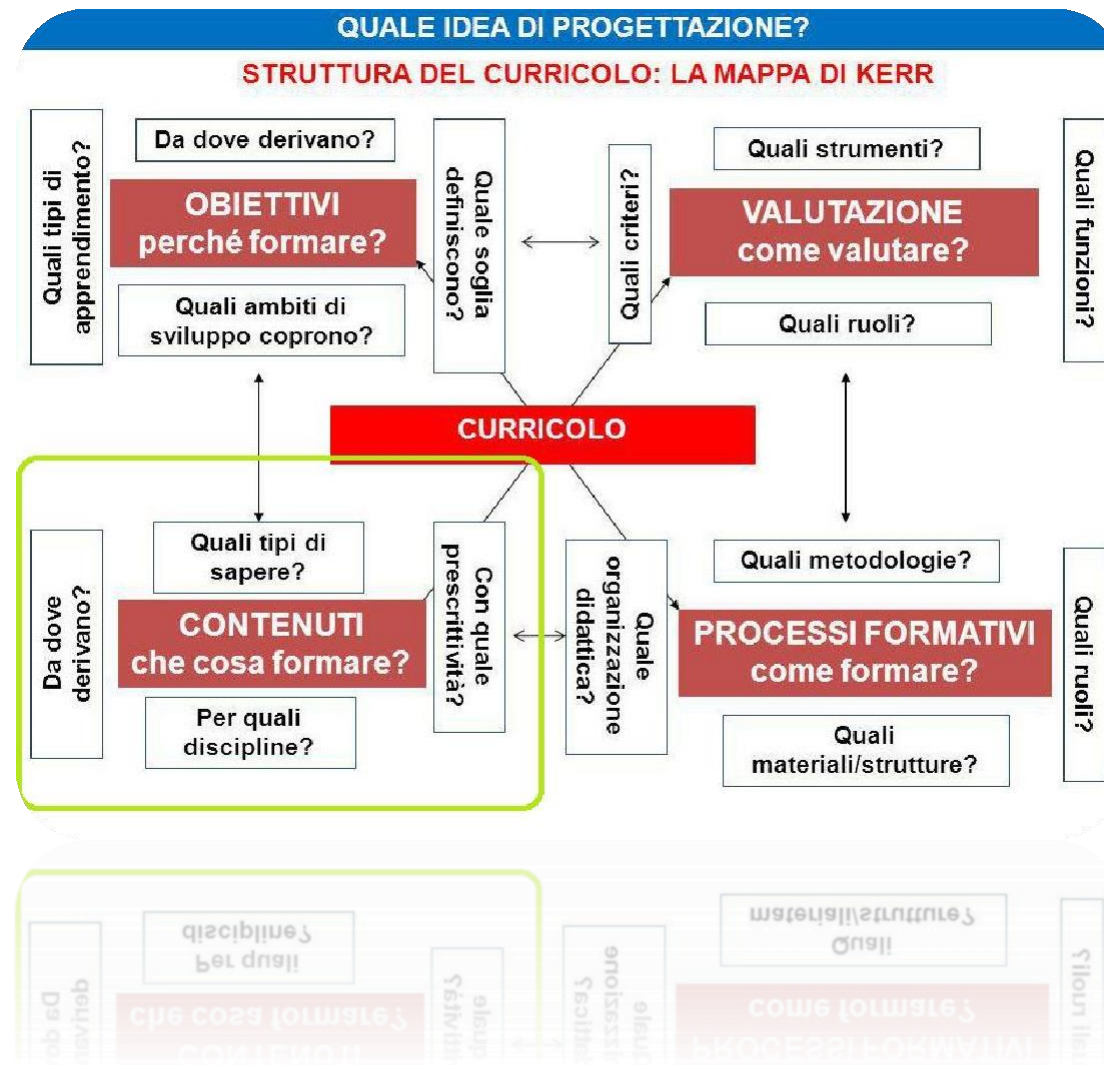 QUALE IDEA DI PROGETTAZIONE?
STRUTTURA DEL CURRICOLO: LA MAPPA DI KERR
Quali tipi di
apprendimento?
Da dove derivano?
OBIETTIVI
perché formare?
Quali ambiti di
sviluppo coprono?
Quale soglia
definiscono?
Quali criteri?
Quali strumenti?
VALUTAZIONE
come valutare?
Quali ruoli?
Quali funzioni?
CURRICOLO
Da dove
derivano?
Quali tipi di
sapere?
CONTENUTI
che cosa formare?
Per quali
discipline?
Con quale
prescrittività?
Quale
organizzazione
didattica?
Quali metodologie?
PROCESSI FORMATIVI
come formare?
Quali
materiali/strutture?
Quali ruoli?